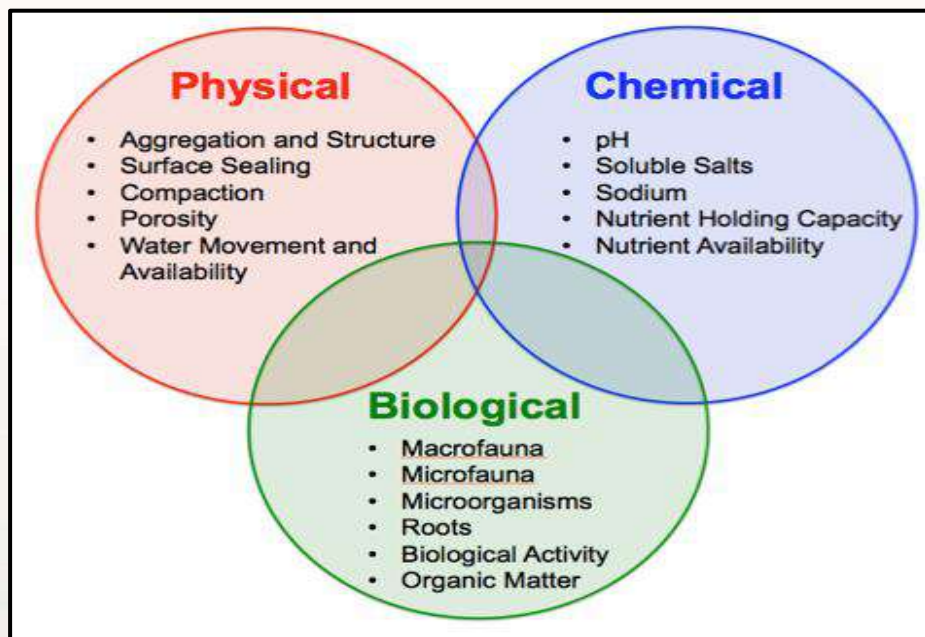 Physical
• Aggregation and Structure
• Surface Sealing
• Compaction
• Porosity
• Water Movement and
Availability
Chemical
• pH
• Soluble Salts
• Sodium
• Nutrient Holding Capacity
• Nutrient Availability
Biological
• Macrofauna
• Microfauna
• Microorganisms
• Roots
• Biological Activity
• Organic Matter